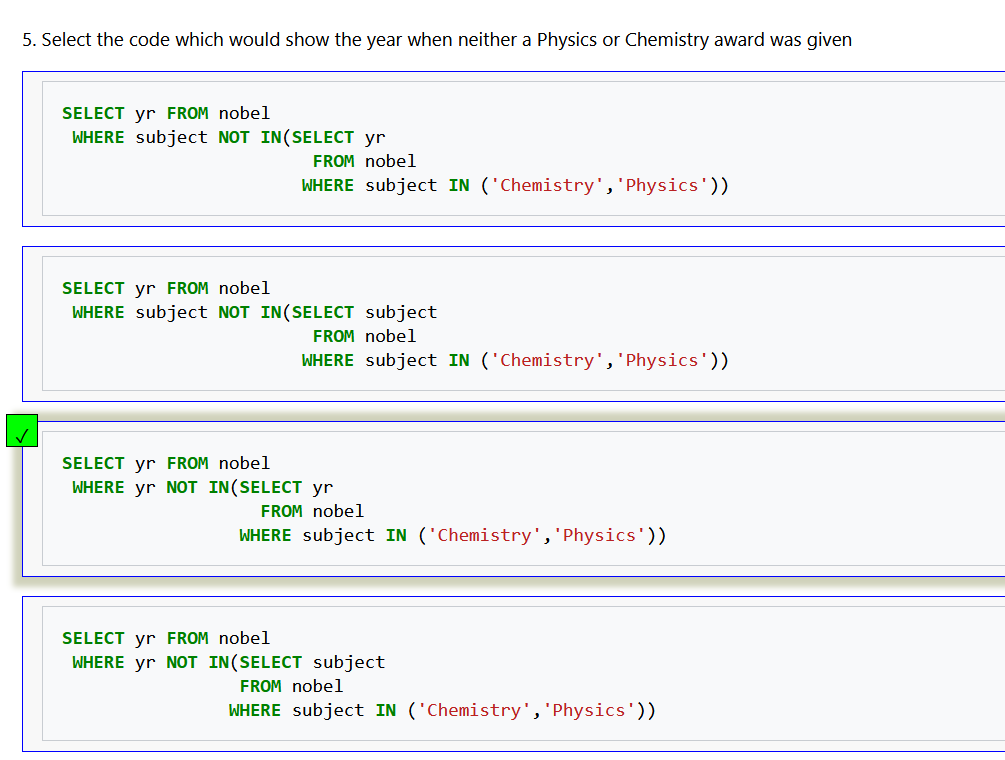 5. Select the code which would show the year when neither a Physics or Chemistry award was given
SELECT yr FROM nobel
WHERE subject NOT IN(SELECT yr
FROM nobel
WHERE subject IN ('Chemistry','Physics'))
SELECT yr FROM nobel
WHERE subject NOT IN(SELECT subject
FROM nobel
WHERE subject IN ('Chemistry','Physics'))
✓
SELECT yr FROM nobel
WHERE yr NOT IN(SELECT yr
FROM nobel
WHERE subject IN ('Chemistry','Physics'))
SELECT yr FROM nobel
WHERE yr NOT IN(SELECT subject
FROM nobel
WHERE subject IN ('Chemistry','Physics'))